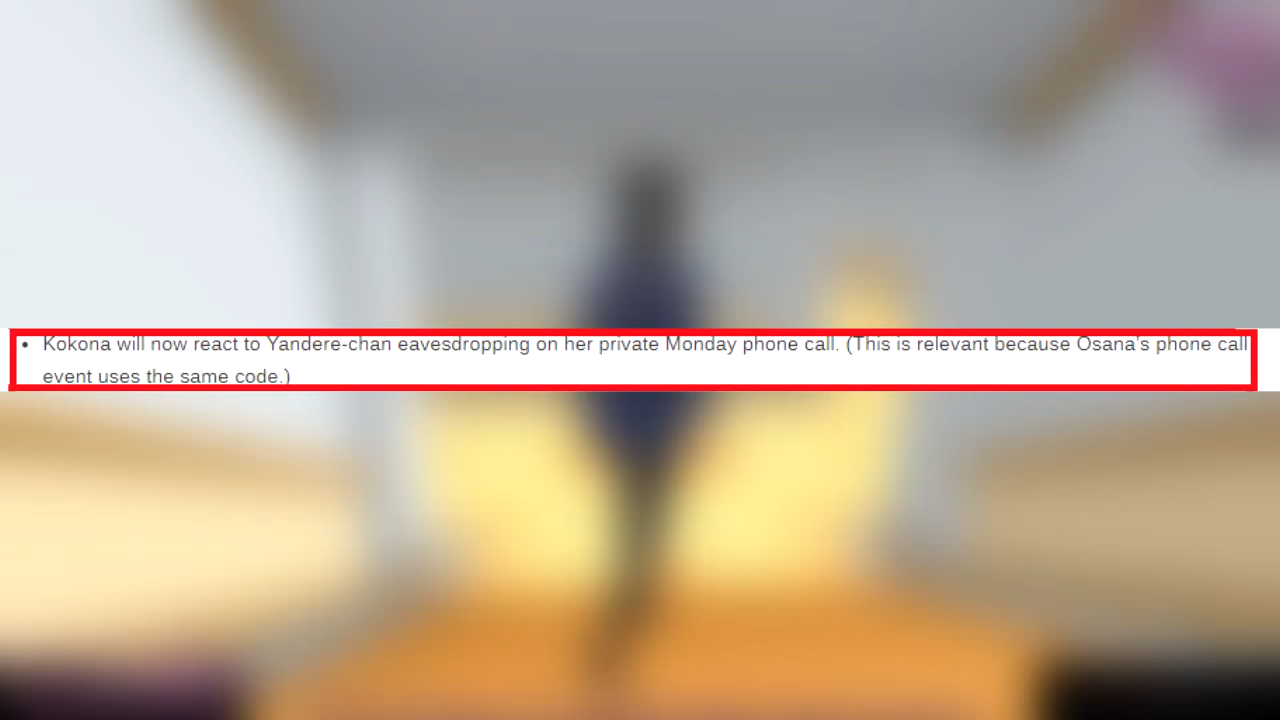 • Kokona will now react to Yandere-chan eavesdropping on her private Monday phone call. (This is relevant because Osana's phone call
event uses the same code.)